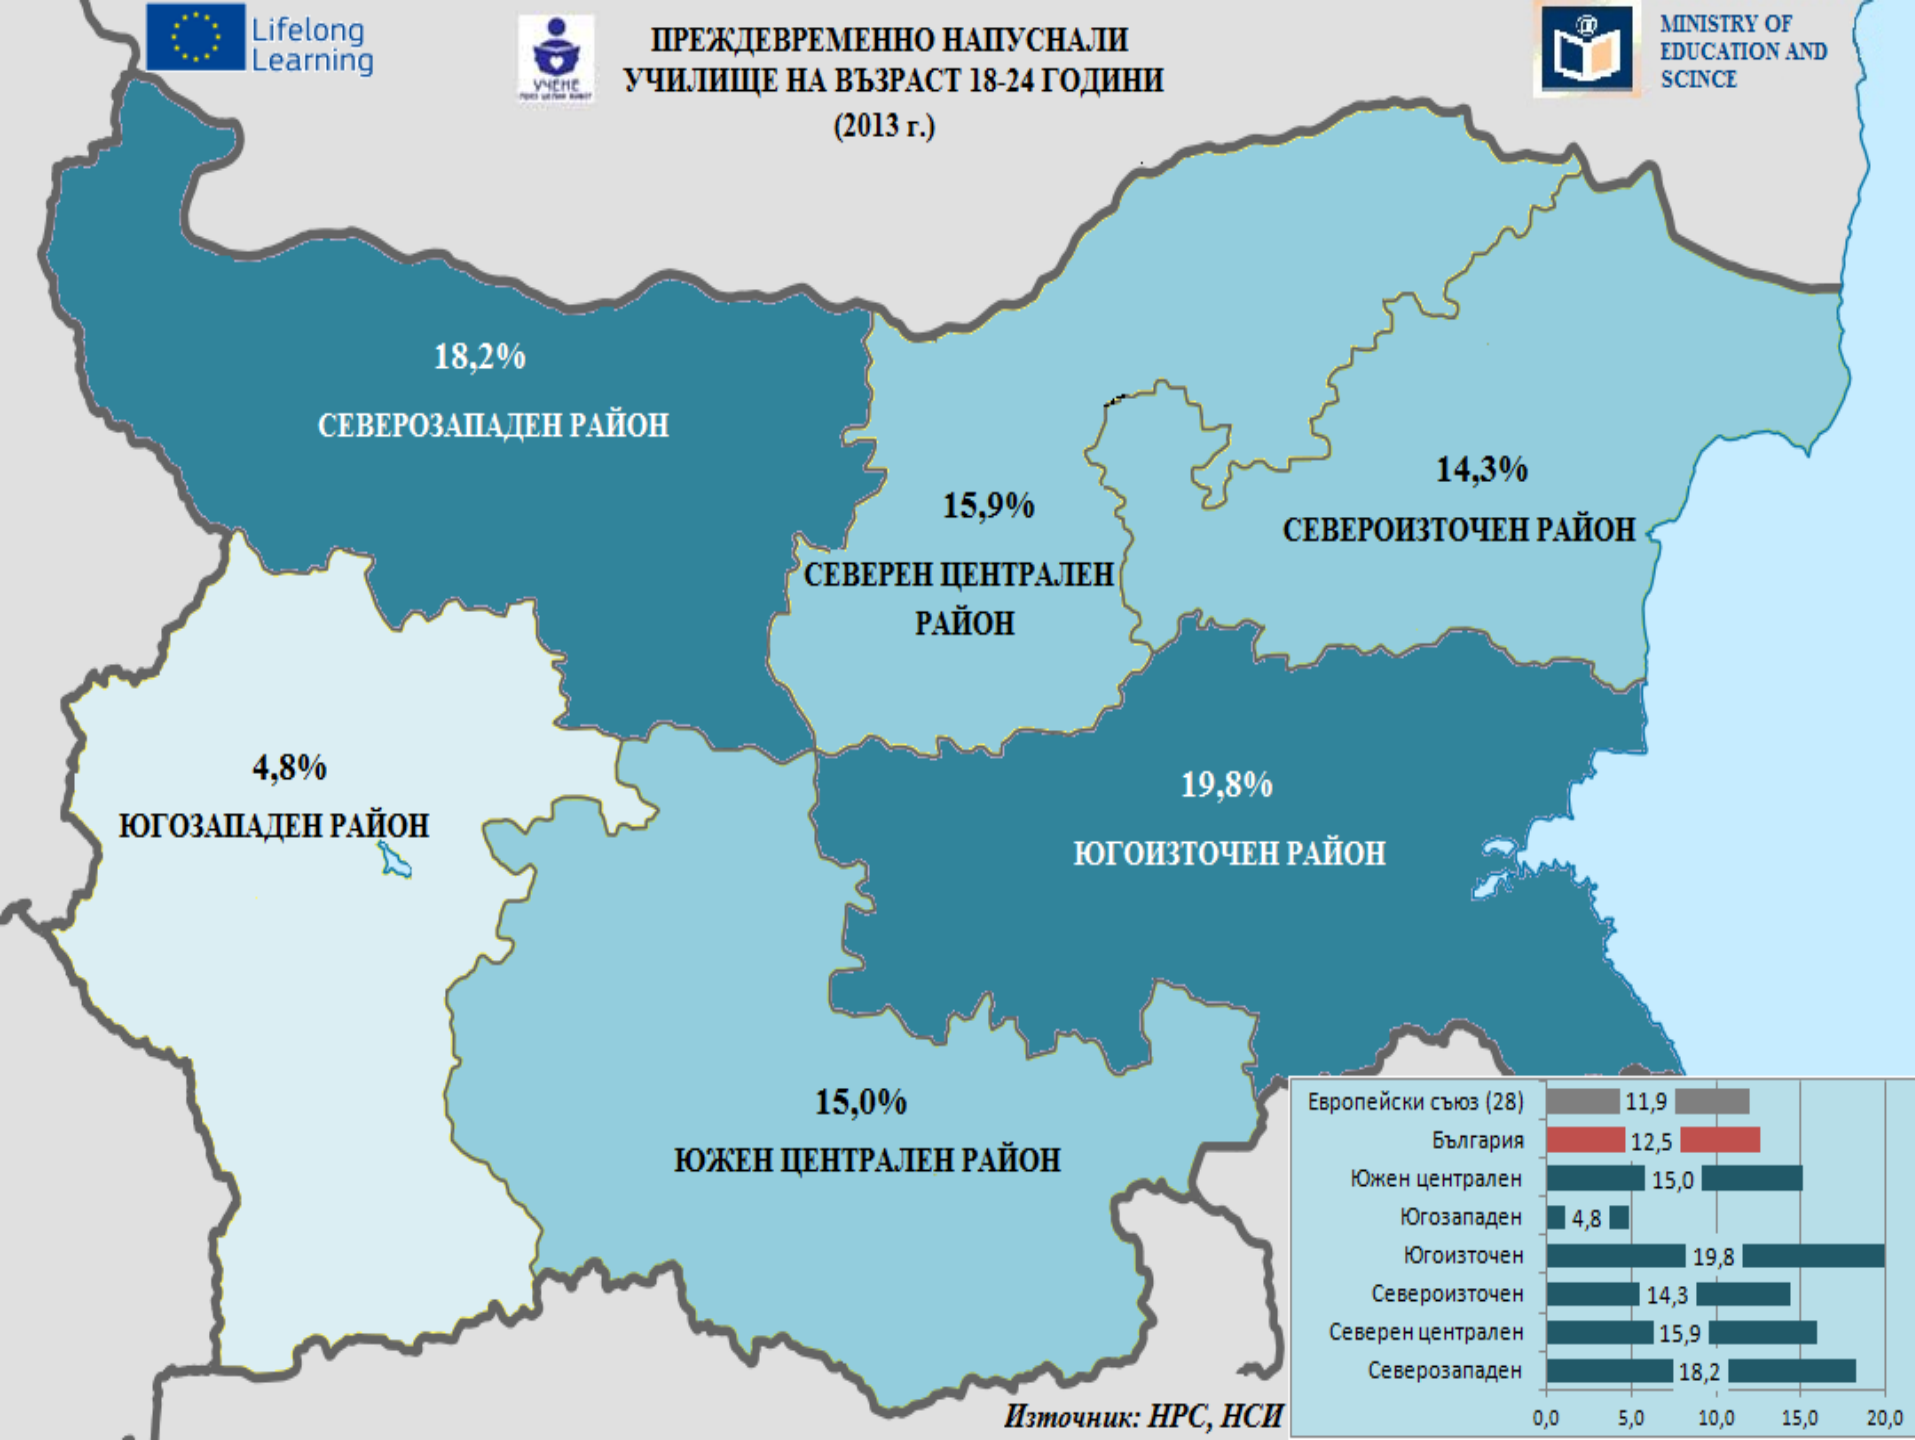 Lifelong
Learning
УЧЕНЕ
ПРЕЖДЕВРЕМЕННО НАПУСНАЛИ
УЧИЛИЩЕ НА ВЪЗРАСТ 18-24 ГОДИНИ
(2013 г.)
@
MINISTRY OF
EDUCATION AND
SCINCE
18,2%
СЕВЕРОЗАПАДЕН РАЙОН
15,9%
СЕВЕРЕН ЦЕНТРАЛЕН
РАЙОН
14,3%
СЕВЕРОИЗТОЧЕН РАЙОН
4,8%
ЮГОЗАПАДЕН РАЙОН
19,8%
ЮГОИЗТОЧЕН РАЙОН
15,0%
ЮЖЕН ЦЕНТРАЛЕН РАЙОН
Източник: НРС, НСИ
Европейски съюз (28) 11,9
България 12,5
Южен централен 15,0
Югозападен 4,8
Югоизточен 19,8
Североизточен 14,3
Северен централен 15,9
Северозападен 18,2
0,0 5,0 10,0 15,0 20,0